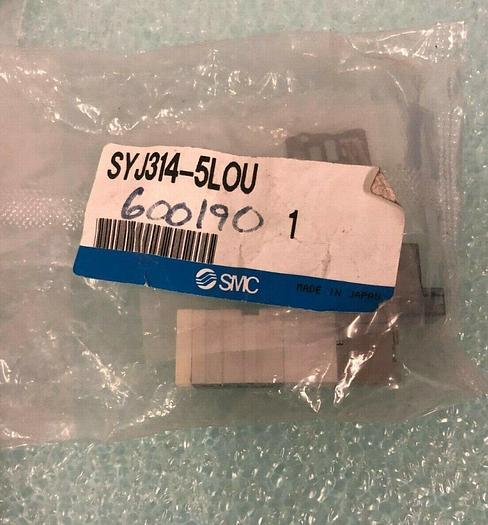 SYJ314-5LOU
600190 1
SMC MADE IN JAPAN